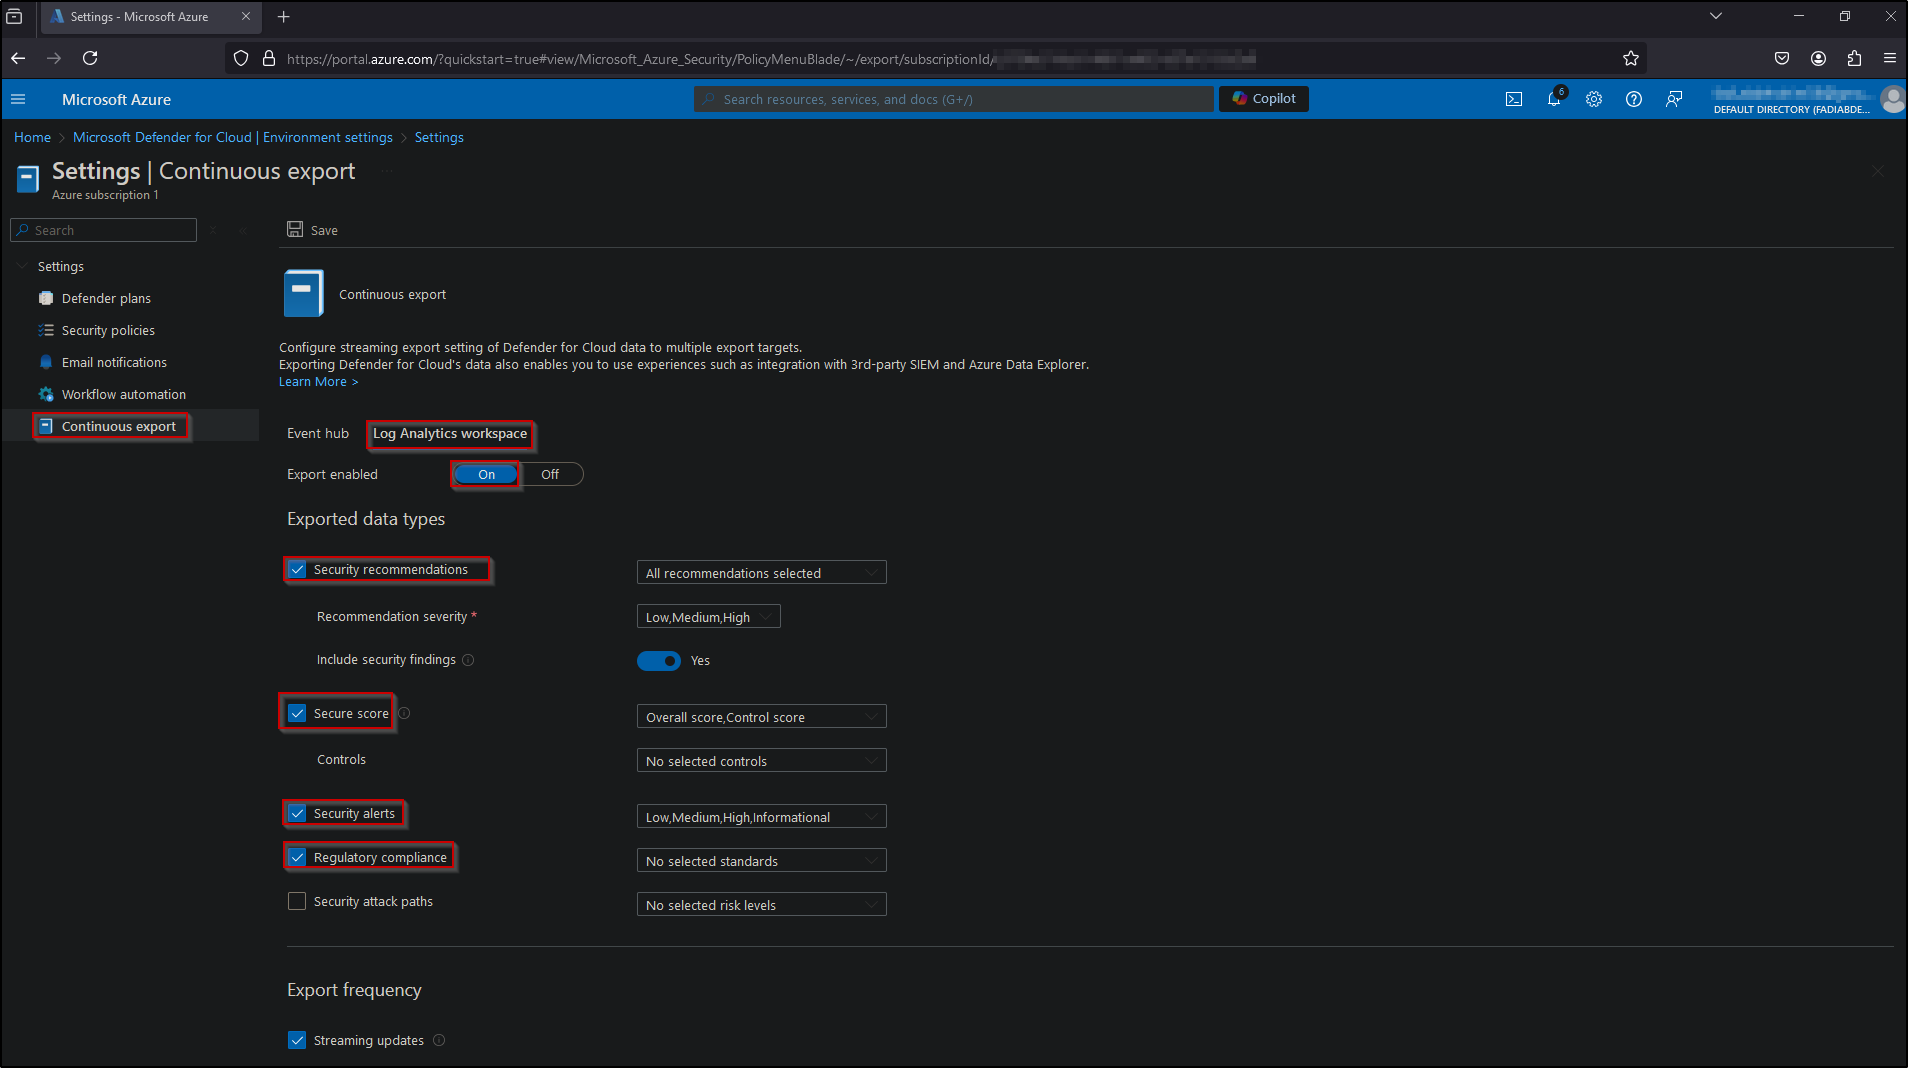 Settings - Microsoft Azure
https://portal.azure.com/?quickstart=true#view/Microsoft_Azure_Security/PolicyMenuBlade/~/export/subscriptionId/
Microsoft Azure
Search resources, services, and docs (G+/)
Copilot
6
DEFAULT DIRECTORY (FADIABDE...
Home > Microsoft Defender for Cloud | Environment settings > Settings
Settings | Continuous export
Azure subscription 1
Search
Save
Settings
Defender plans
Security policies
Email notifications
Workflow automation
Continuous export
Continuous export
Configure streaming export setting of Defender for Cloud data to multiple export targets.
Exporting Defender for Cloud's data also enables you to use experiences such as integration with 3rd-party SIEM and Azure Data Explorer.
Learn More >
Event hub Log Analytics workspace
Export enabled On Off
Exported data types
Security recommendations All recommendations selected
Recommendation severity * Low,Medium,High
Include security findings Yes
Secure score Overall score,Control score
Controls No selected controls
Security alerts Low,Medium,High,Informational
Regulatory compliance No selected standards
Security attack paths No selected risk levels
Export frequency
Streaming updates